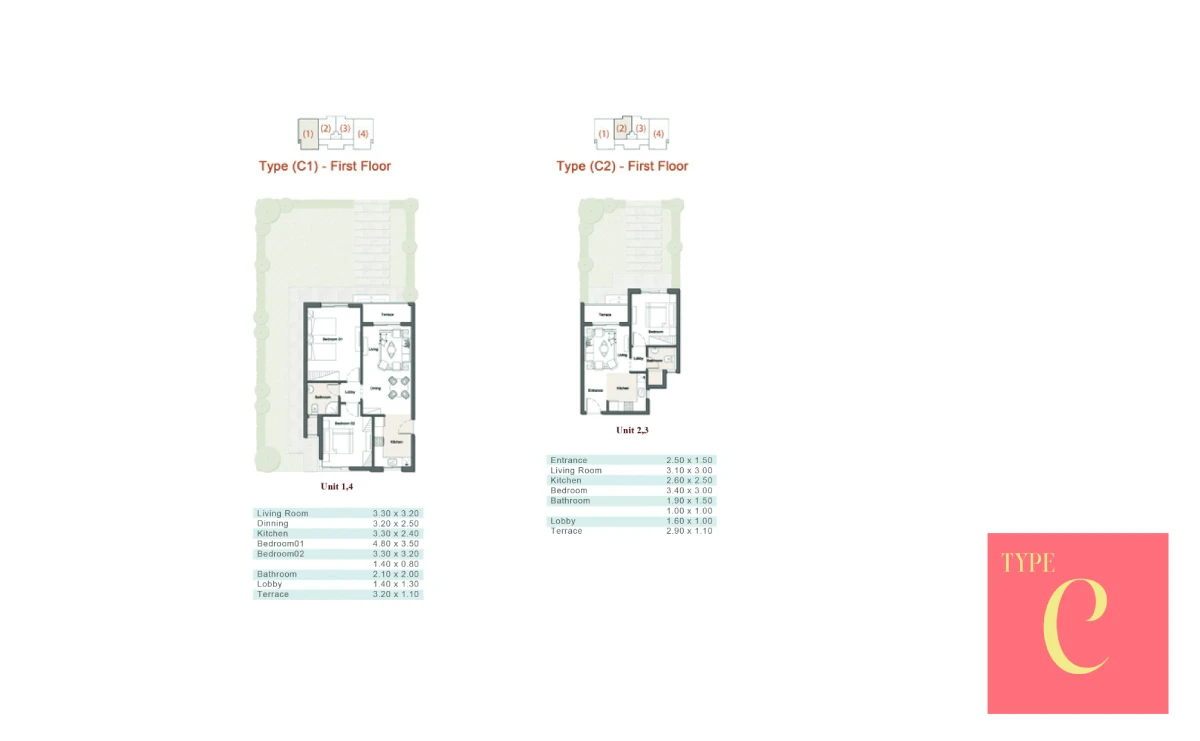 (1) (2) (3) (4)
Type (C1) - First Floor
Terrace
Bedroom 01
Living
Dining
Lobby
Bathroom
Bedroom 02
Kitchen
Unit 1,4
Living Room 3.30 x 3.20
Dinning 3.20 x 2.50
Kitchen 3.30 x 2.40
Bedroom01 4.80 x 3.50
Bedroom02 3.30 x 3.20
1.40 x 0.80
Bathroom 2.10 x 2.00
Lobby 1.40 x 1.30
Terrace 3.20 x 1.10
(1) (2) (3) (4)
Type (C2) - First Floor
Terrace
Bedroom
Living
Lobby
Bathroom
Kitchen
Entrance
Unit 2,3
Entrance 2.50 x 1.50
Living Room 3.10 x 3.00
Kitchen 2.60 x 2.50
Bedroom 3.40 x 3.00
Bathroom 1.90 x 1.50
1.00 x 1.00
Lobby 1.60 x 1.00
Terrace 2.90 x 1.10
TYPE
C